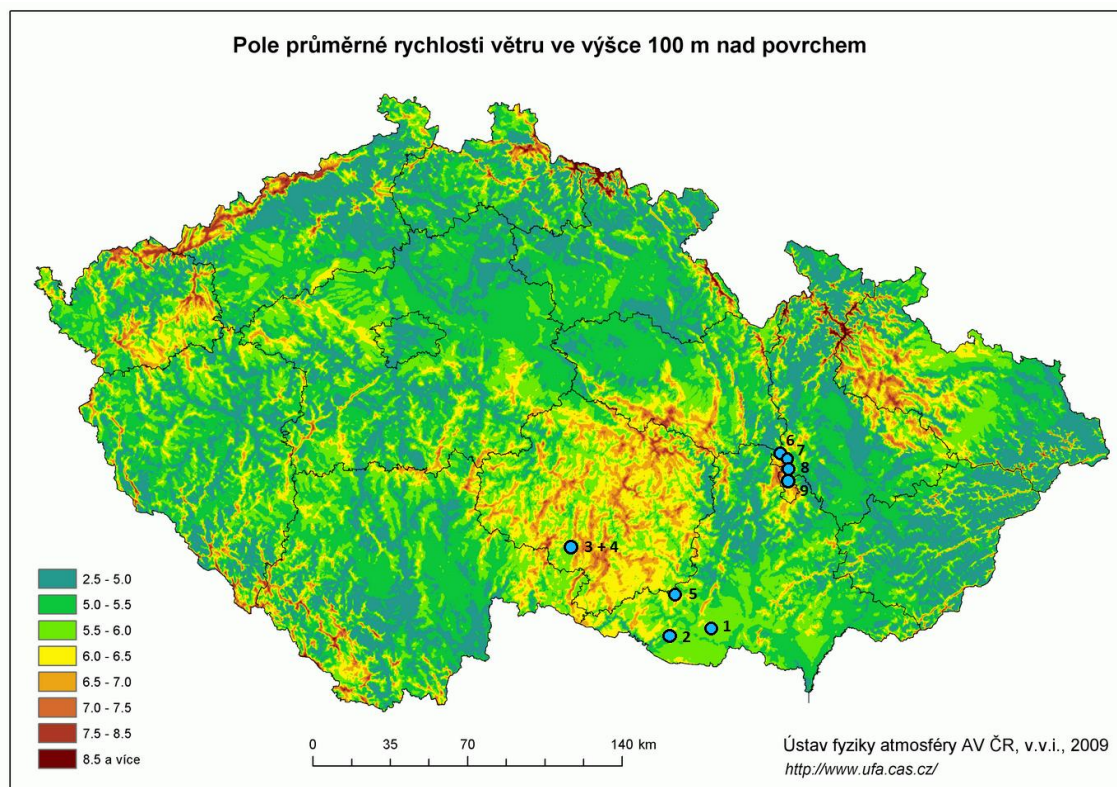 Pole průměrné rychlosti větru ve výšce 100 m nad povrchem
6
7
8
9
3 + 4
5
1
2
2.5 - 5.0
5.0 - 5.5
5.5 - 6.0
6.0 - 6.5
6.5 - 7.0
7.0 - 7.5
7.5 - 8.5
8.5 a více
0 35 70 140 km
Ústav fyziky atmosféry AV ČR, v.v.i., 2009
http://www.ufa.cas.cz/